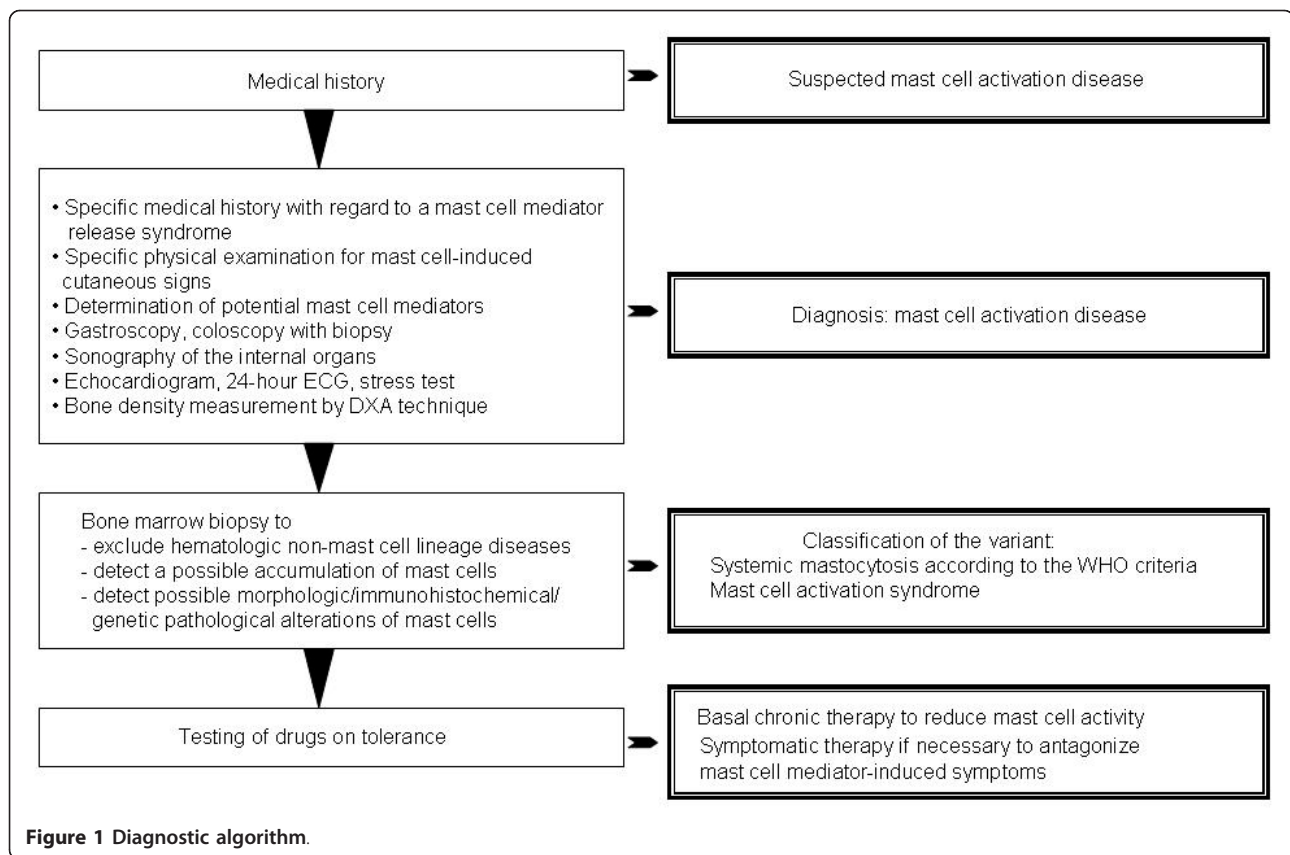 Medical history
Suspected mast cell activation disease
• Specific medical history with regard to a mast cell mediator
release syndrome
• Specific physical examination for mast cell-induced
cutaneous signs
• Determination of potential mast cell mediators
• Gastroscopy, coloscopy with biopsy
• Sonography of the internal organs
• Echocardiogram, 24-hour ECG, stress test
• Bone density measurement by DXA technique
Diagnosis: mast cell activation disease
Bone marrow biopsy to
- exclude hematologic non-mast cell lineage diseases
- detect a possible accumulation of mast cells
- detect possible morphologic/immunohistochemical/
genetic pathological alterations of mast cells
Classification of the variant:
Systemic mastocytosis according to the WHO criteria
Mast cell activation syndrome
Testing of drugs on tolerance
Basal chronic therapy to reduce mast cell activity
Symptomatic therapy if necessary to antagonize
mast cell mediator-induced symptoms
Figure 1 Diagnostic algorithm.